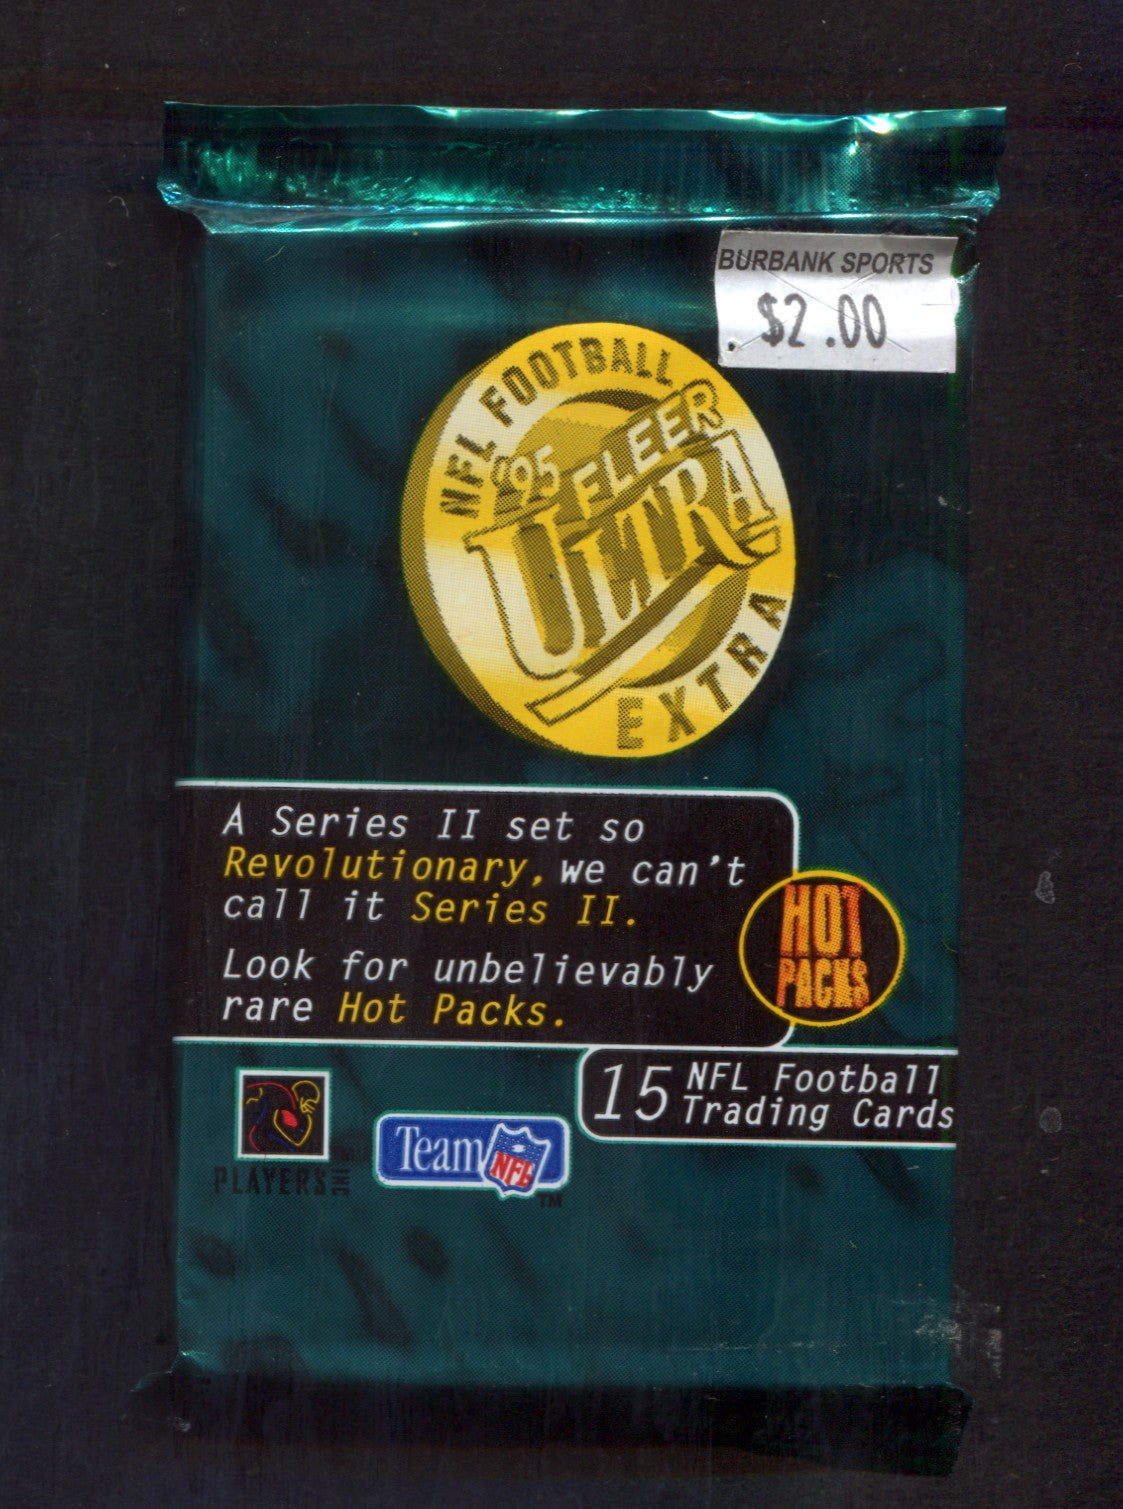 BURBANK SPORTS
$2.00
NFL FOOTBALL
'95 FLEER
ULTRA
EXTRA
A Series II set so
Revolutionary, we can't
call it Series II.
Look for unbelievably
rare Hot Packs.
HOT
PACKS
15 NFL Football
Trading Cards
PLAYERS INC
Team NFL
TM